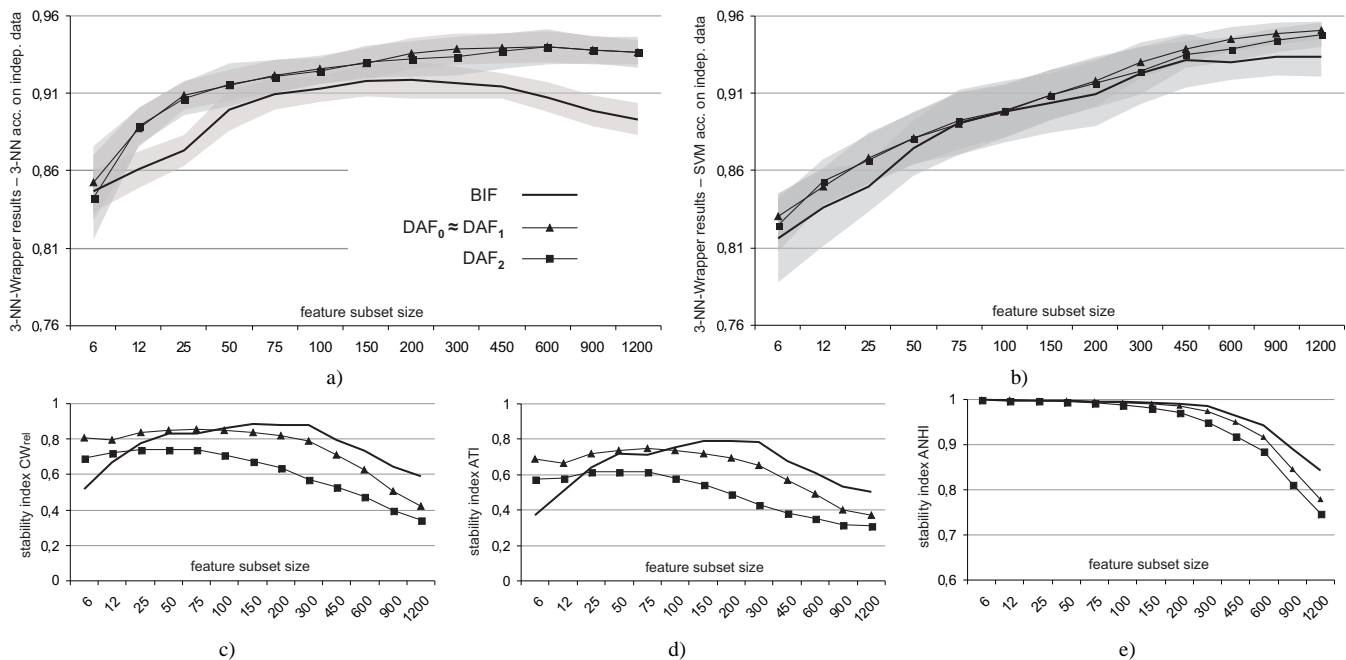 3-NN-Wrapper results – 3-NN acc. on indep. data
0,96
0,91
0,86
0,81
0,76
BIF
DAF0 ≈ DAF1
DAF2
feature subset size
6 12 25 50 75 100 150 200 300 450 600 900 1200
a)
3-NN-Wrapper results – SVM acc. on indep. data
0,96
0,91
0,86
0,81
0,76
feature subset size
6 12 25 50 75 100 150 200 300 450 600 900 1200
b)
stability index CWrel
1
0,8
0,6
0,4
0,2
0
feature subset size
6 12 25 50 75 100 150 200 300 450 600 900 1200
c)
stability index ATI
1
0,8
0,6
0,4
0,2
0
feature subset size
6 12 25 50 75 100 150 200 300 450 600 900 1200
d)
stability index ANHI
1
0,9
0,8
0,7
0,6
feature subset size
6 12 25 50 75 100 150 200 300 450 600 900 1200
e)